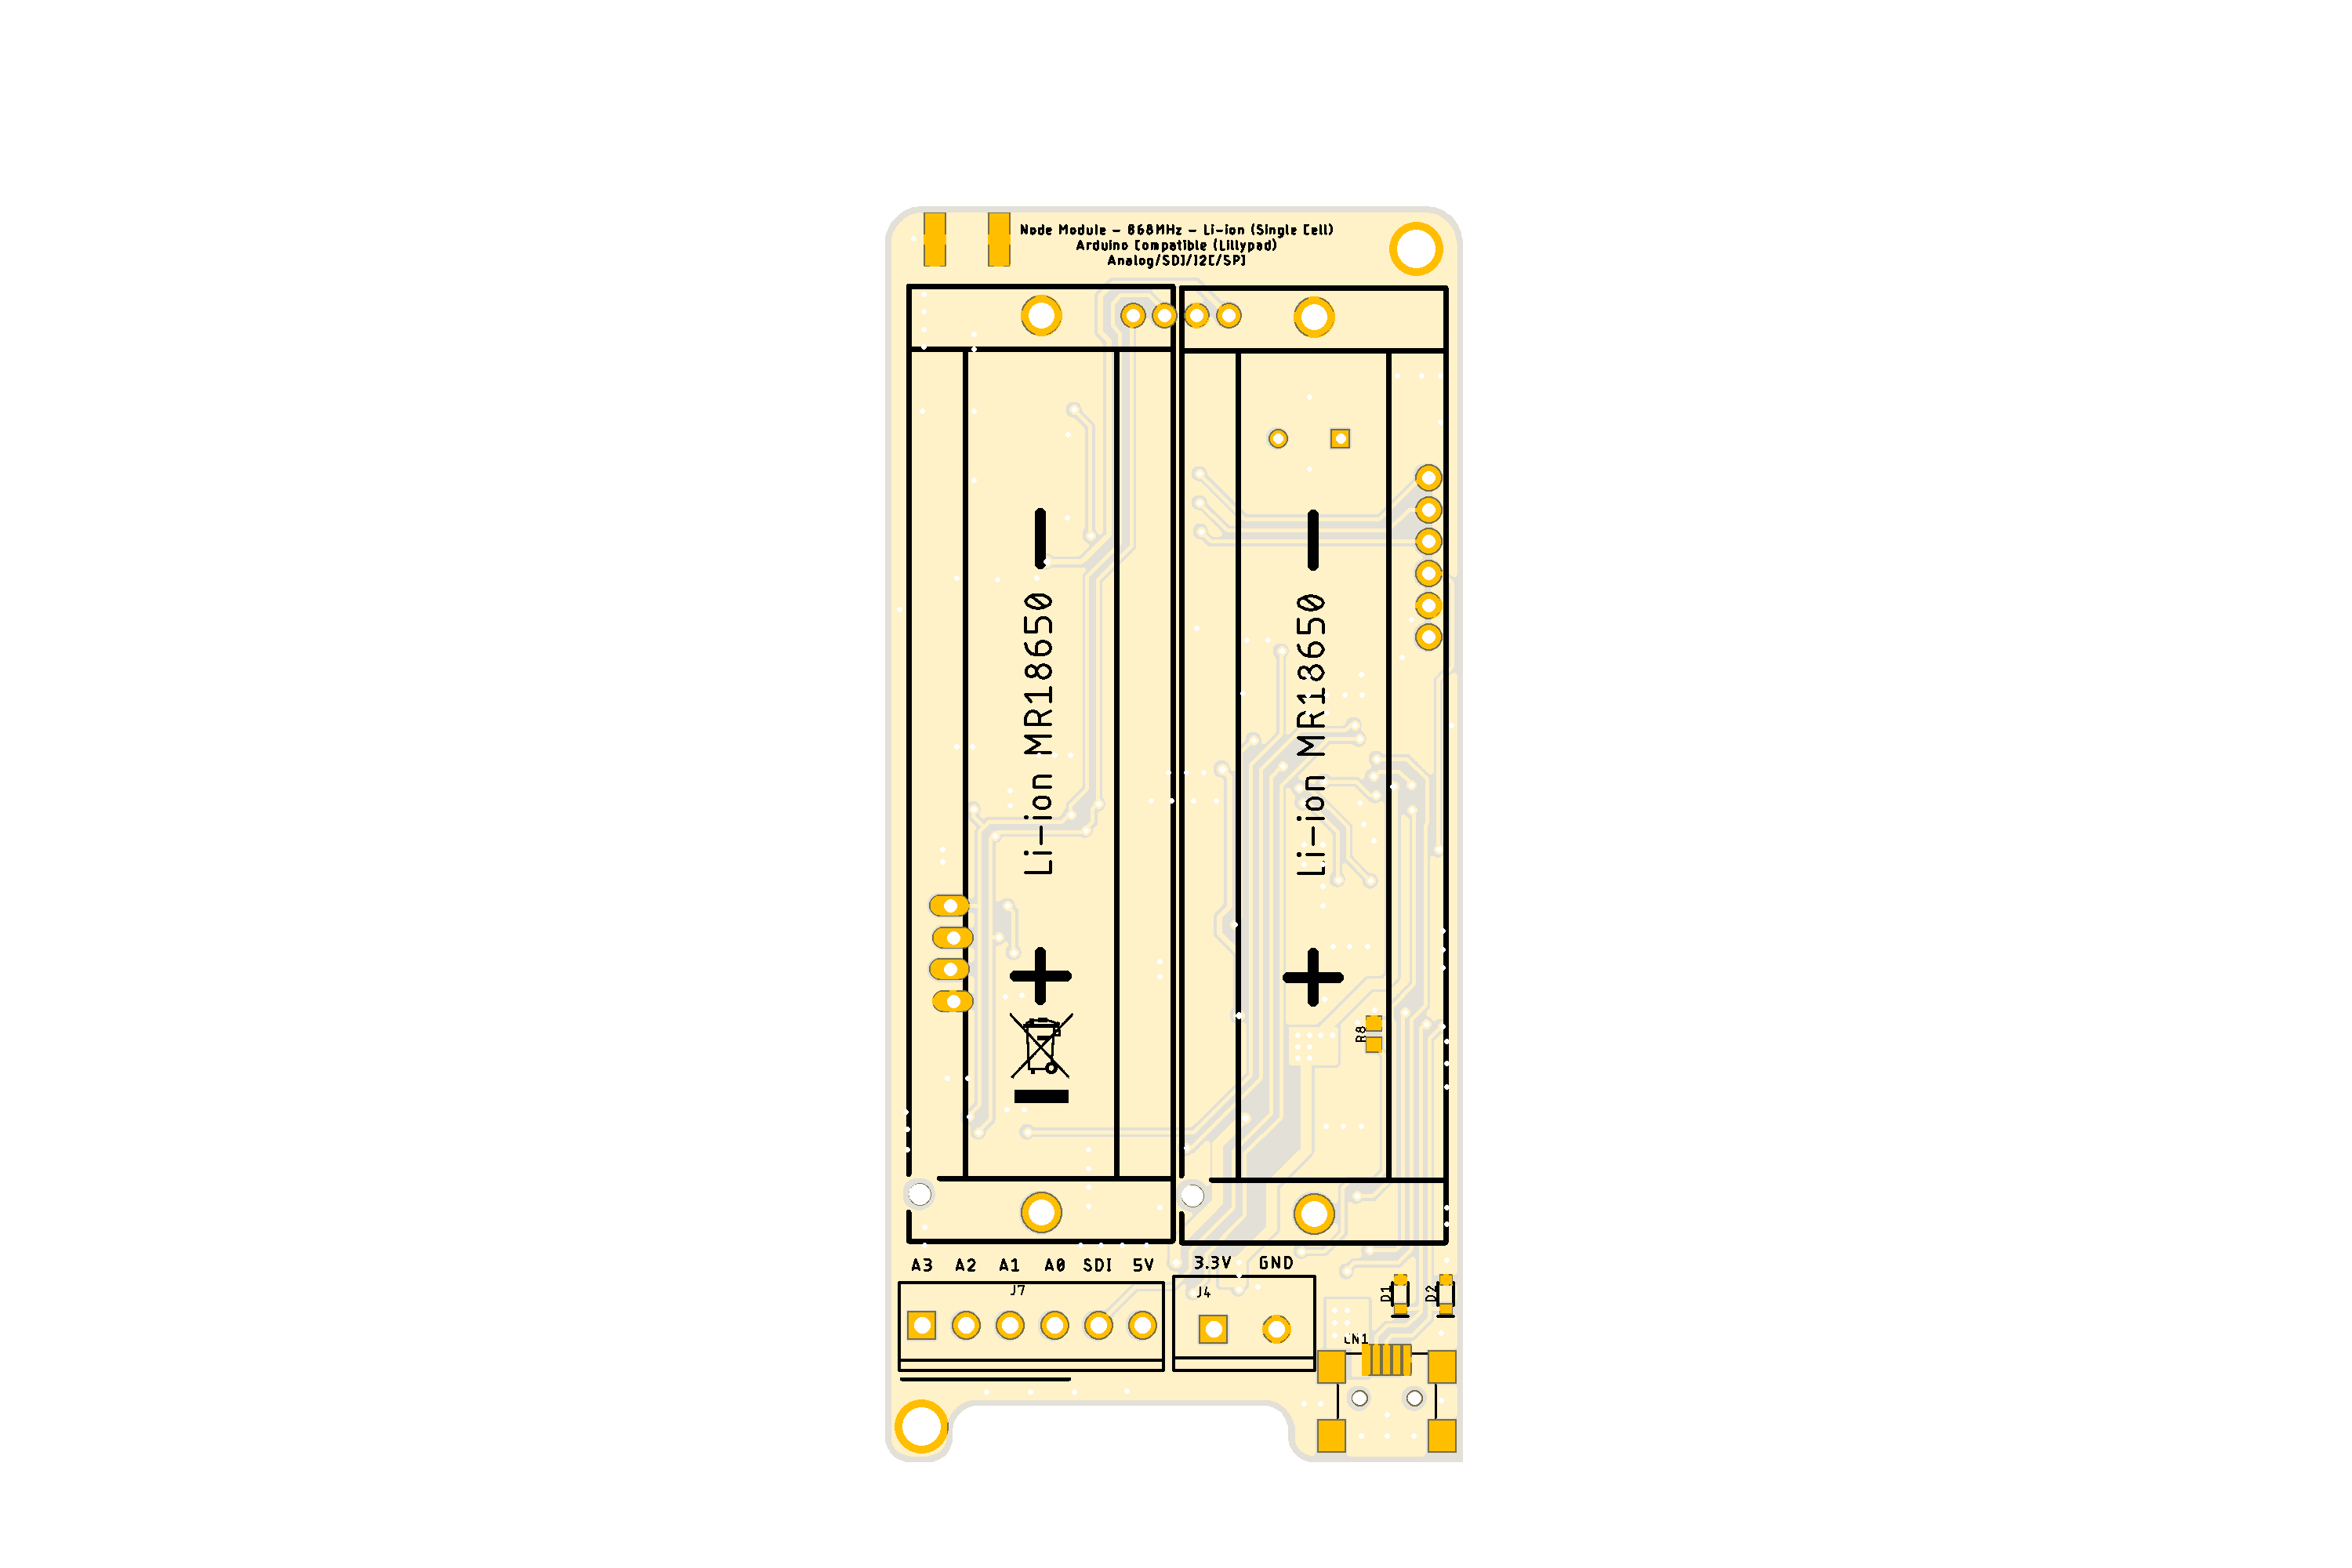 Node Module - 868MHz - Li-ion (Single Cell)
Arduino Compatible (Lillypad)
Analog/SDI/I2C/SPI
Li-ion MR18650
Li-ion MR18650
R8
A3 A2 A1 A0 SDI 5V
3.3V GND
J7
J4
D1
D2
CN1